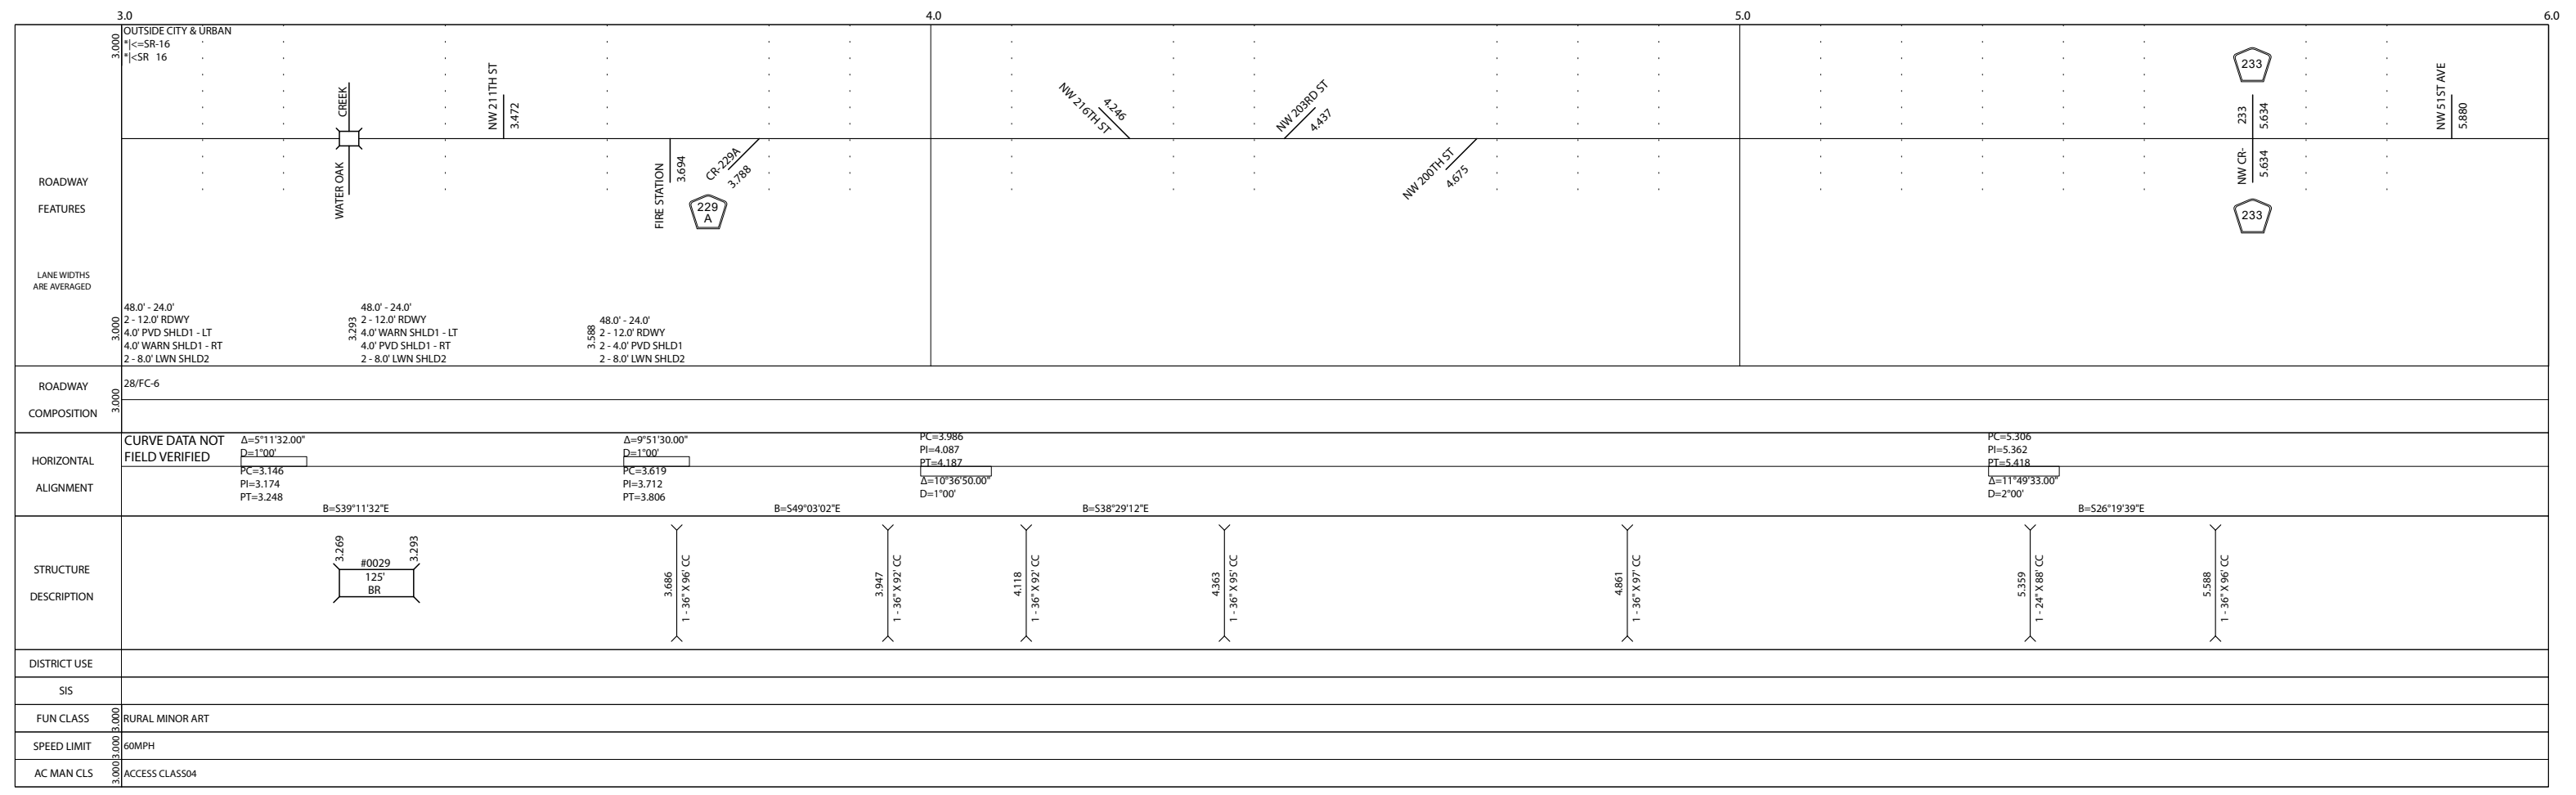 3.0
4.0
5.0
6.0
3.000
OUTSIDE CITY & URBAN
*|<=SR-16
*|<SR 16
CREEK
WATER OAK
NW 211TH ST
3.472
FIRE STATION
3.694
CR-229A
3.788
229
A
NW 216TH ST
4.246
NW 203RD ST
4.437
NW 200TH ST
4.675
233
233
5.634
NW CR-
5.634
233
NW 51ST AVE
5.880
ROADWAY
FEATURES
LANE WIDTHS
ARE AVERAGED
3.000
48.0' - 24.0'
2 - 12.0' RDWY
4.0' PVD SHLD1 - LT
4.0' WARN SHLD1 - RT
2 - 8.0' LWN SHLD2
3.293
48.0' - 24.0'
2 - 12.0' RDWY
4.0' WARN SHLD1 - LT
4.0' PVD SHLD1 - RT
2 - 8.0' LWN SHLD2
3.588
48.0' - 24.0'
2 - 12.0' RDWY
2 - 4.0' PVD SHLD1
2 - 8.0' LWN SHLD2
ROADWAY
COMPOSITION
3.000
28/FC-6
HORIZONTAL
ALIGNMENT
CURVE DATA NOT
FIELD VERIFIED
Δ=5°11'32.00"
D=1°00'
PC=3.146
PI=3.174
PT=3.248
B=S39°11'32"E
Δ=9°51'30.00"
D=1°00'
PC=3.619
PI=3.712
PT=3.806
B=S49°03'02"E
PC=3.986
PI=4.087
PT=4.187
Δ=10°36'50.00"
D=1°00'
B=S38°29'12"E
PC=5.306
PI=5.362
PT=5.418
Δ=11°49'33.00"
D=2°00'
B=S26°19'39"E
STRUCTURE
DESCRIPTION
3.269
3.293
#0029
125'
BR
3.686
1 - 36" X 96' CC
3.947
1 - 36" X 92' CC
4.118
1 - 36" X 92' CC
4.363
1 - 36" X 95' CC
4.861
1 - 36" X 97' CC
5.359
1 - 24" X 88' CC
5.588
1 - 36" X 96' CC
DISTRICT USE
SIS
FUN CLASS
3.000
RURAL MINOR ART
SPEED LIMIT
3.000
60MPH
AC MAN CLS
3.000
ACCESS CLASS04